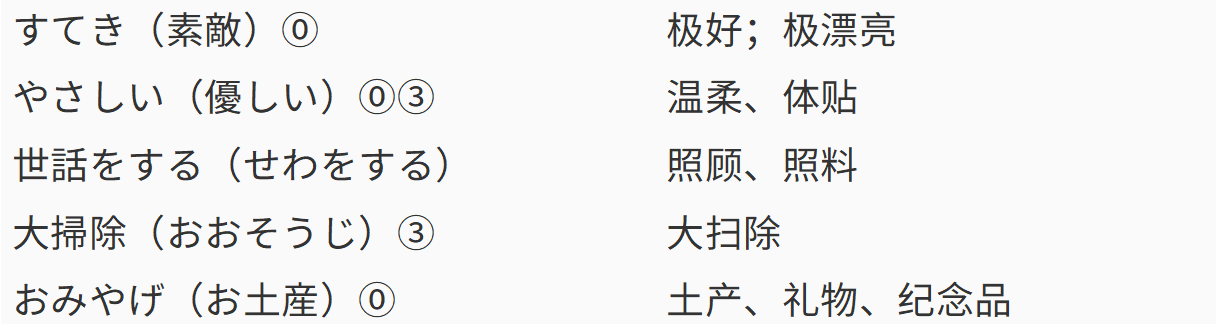 すてき（素敵）⓪ 极好；极漂亮
やさしい（優しい）⓪③ 温柔、体贴
世話をする（せわをする） 照顾、照料
大掃除（おおそうじ）③ 大扫除
おみやげ（お土産）⓪ 土产、礼物、纪念品